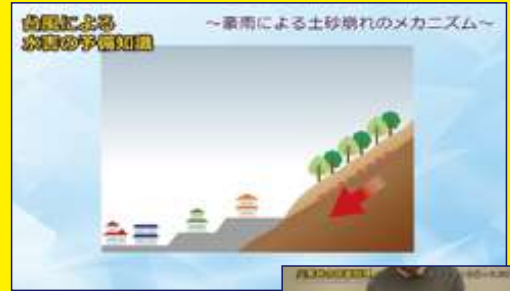 台風による
水害の予備知識
～豪雨による土砂崩れのメカニズム～